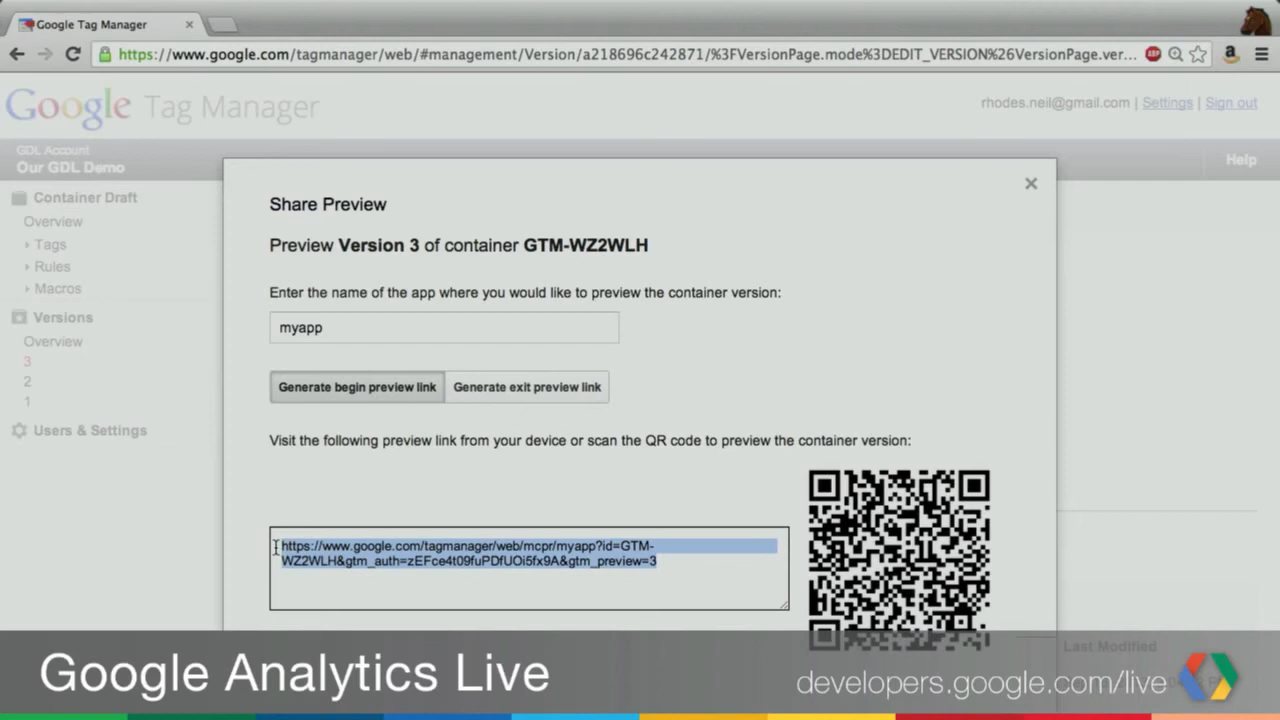 Google Tag Manager
https://www.google.com/tagmanager/web/#management/Version/a218696c242871/%3FVersionPage.mode%3DEDIT_VERSION%26VersionPage.ver...
Google Tag Manager
rhodes.neil@gmail.com | Settings | Sign out
GDL Account
Our GDL Demo
Help
Container Draft
Overview
Tags
Rules
Macros
Versions
Overview
3
2
1
Users & Settings
Share Preview
Preview Version 3 of container GTM-WZ2WLH
Enter the name of the app where you would like to preview the container version:
myapp
Generate begin preview link
Generate exit preview link
Visit the following preview link from your device or scan the QR code to preview the container version:
https://www.google.com/tagmanager/web/mcpr/myapp?id=GTM-
WZ2WLH&gtm_auth=zEFce4t09fuPDfUOi5fx9A&gtm_preview=3
Last Modified
Google Analytics Live
developers.google.com/live